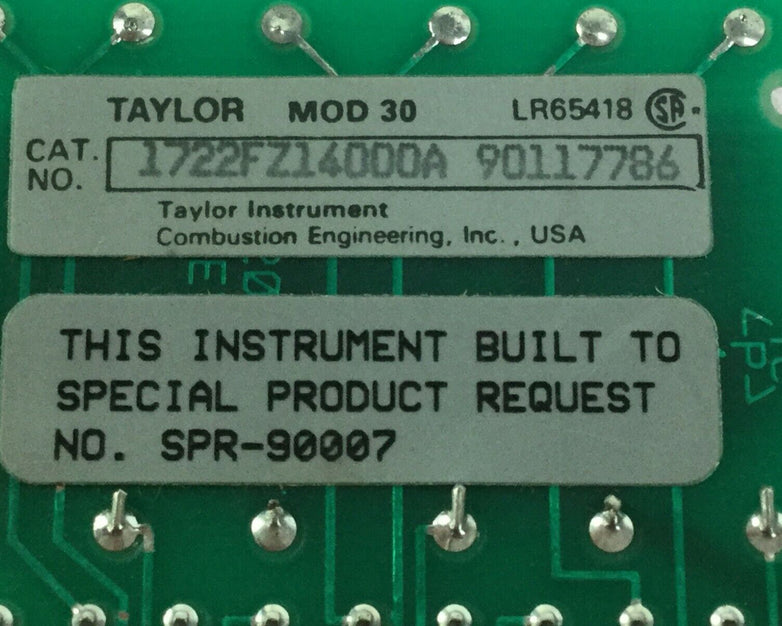 TAYLOR MOD 30 LR65418 SA
CAT. NO. 1722FZ14000A 90117786
Taylor Instrument
Combustion Engineering, Inc., USA
THIS INSTRUMENT BUILT TO
SPECIAL PRODUCT REQUEST
NO. SPR-90007